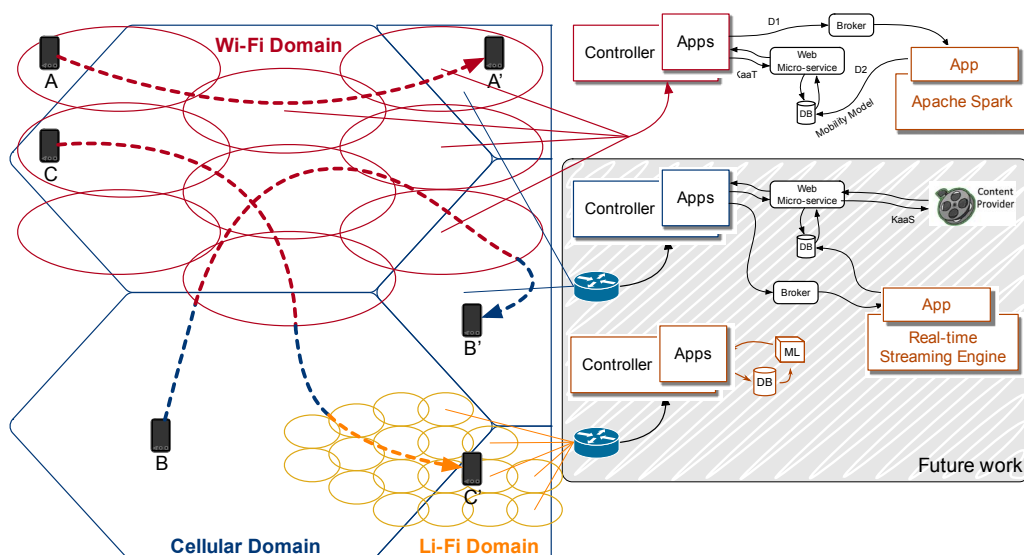 Wi-Fi Domain
A
A'
C
B'
B
C'
Cellular Domain
Li-Fi Domain
Controller
Apps
D1
Broker
Web
Micro-service
KaaT
DB
D2
Mobility Model
App
Apache Spark
Controller
Apps
Web
Micro-service
DB
KaaS
Content
Provider
Broker
App
Real-time
Streaming Engine
Controller
Apps
ML
DB
Future work